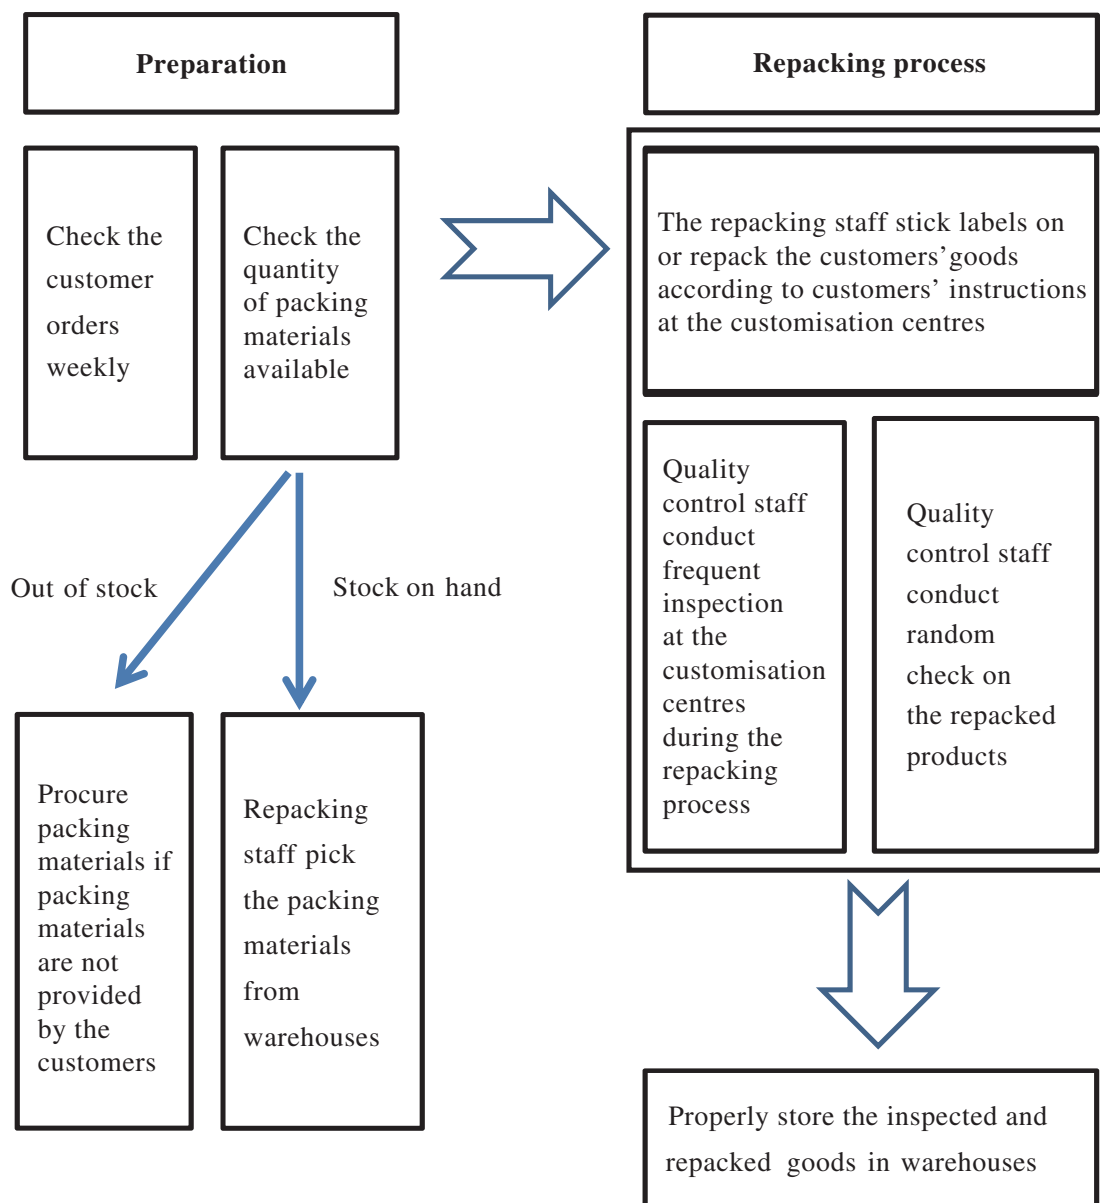 Preparation
Check the
customer
orders
weekly
Check the
quantity
of packing
materials
available
Out of stock
Stock on hand
Procure
packing
materials if
packing
materials
are not
provided
by the
customers
Repacking
staff pick
the packing
materials
from
warehouses
Repacking process
The repacking staff stick labels on
or repack the customers’goods
according to customers’ instructions
at the customisation centres
Quality
control staff
conduct
frequent
inspection
at the
customisation
centres
during the
repacking
process
Quality
control staff
conduct
random
check on
the repacked
products
Properly store the inspected and
repacked goods in warehouses